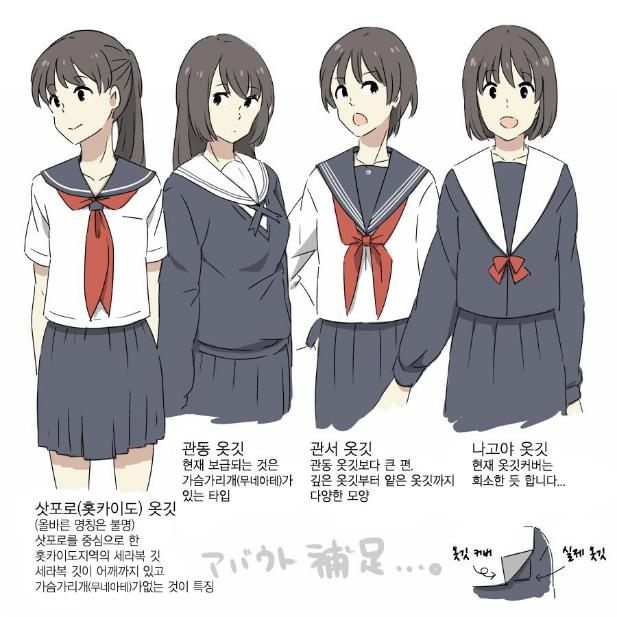 관동 옷깃
현재 보급되는 것은
가슴가리개(무네아테)가
있는 타입
관서 옷깃
관동 옷깃보다 큰 편.
깊은 옷깃부터 얕은 옷깃까지
다양한 모양
나고야 옷깃
현재 옷깃커버는
희소한 듯 합니다...
삿포로(홋카이도) 옷깃
(올바른 명칭은 불명)
삿포로를 중심으로 한
홋카이도지역의 세라복 깃
세라복 깃이 어깨까지 있고
가슴가리개(무네아테)가없는 것이 특징
アバウト補足...。
옷깃 커버
실제 옷깃